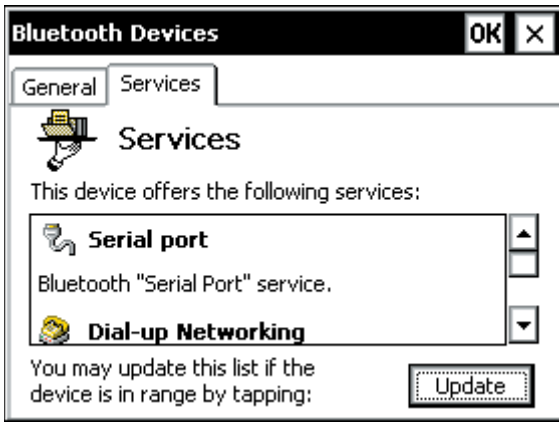 Bluetooth Devices OK ×
General Services
Services
This device offers the following services:
Serial port
Bluetooth "Serial Port" service.
Dial-up Networking
You may update this list if the
device is in range by tapping:
Update